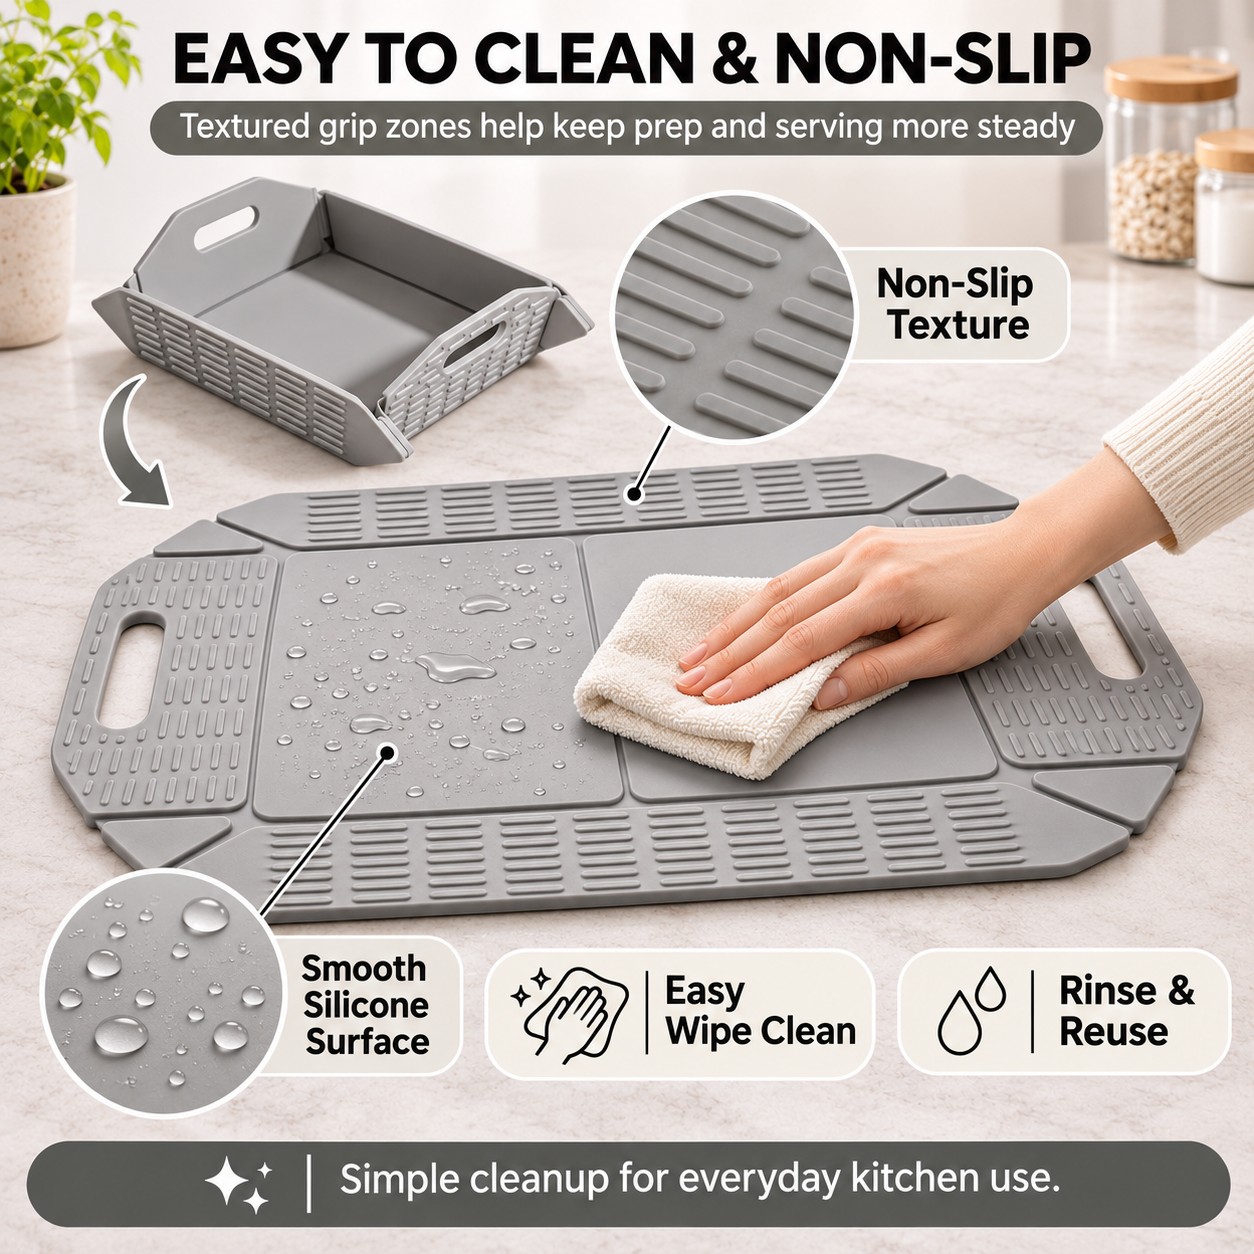 EASY TO CLEAN & NON-SLIP
Textured grip zones help keep prep and serving more steady
Non-Slip
Texture
Smooth
Silicone
Surface
Easy
Wipe Clean
Rinse &
Reuse
Simple cleanup for everyday kitchen use.